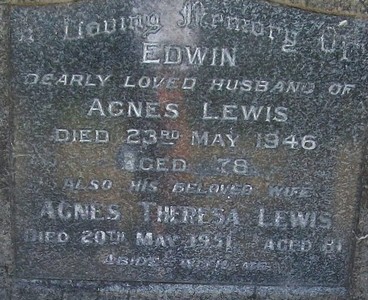 In Loving Memory Of
EDWIN
DEARLY LOVED HUSBAND OF
AGNES LEWIS
DIED 23RD MAY 1946
AGED 78
ALSO HIS BELOVED WIFE
AGNES THERESA LEWIS
DIED 20TH MAY 1951 AGED 81
ABIDE WITH ME